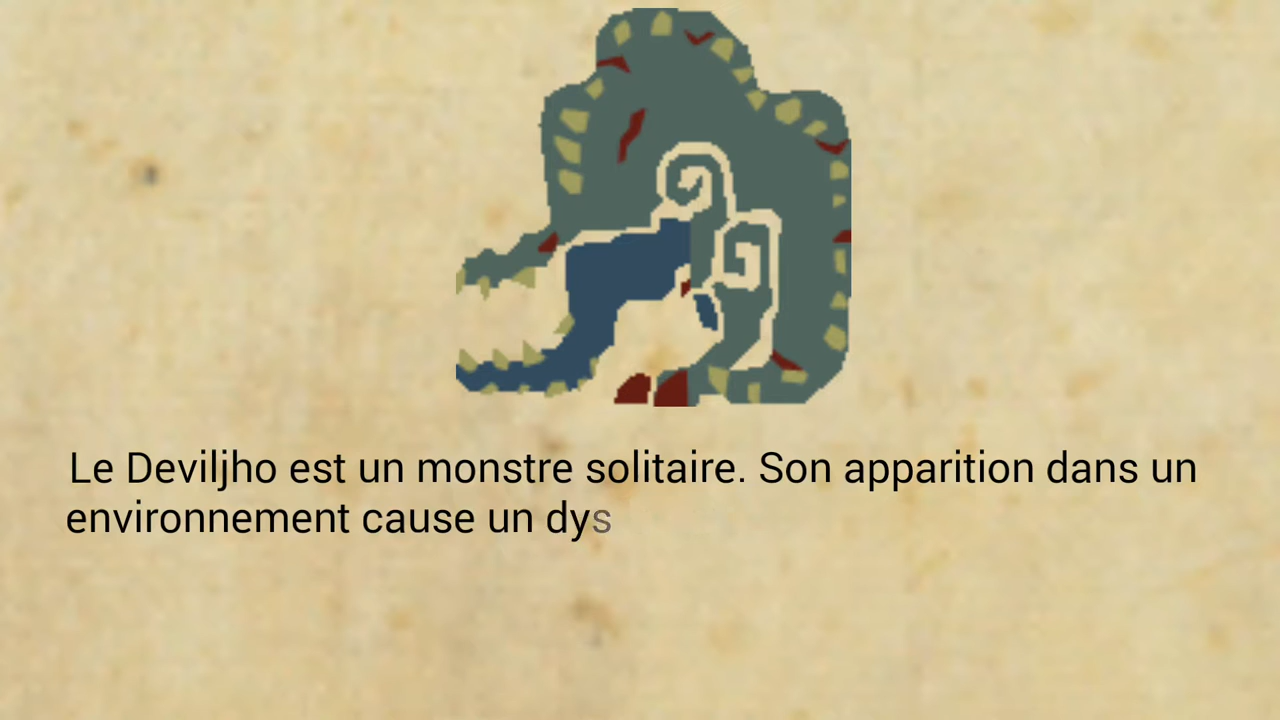 Le Deviljho est un monstre solitaire. Son apparition dans un
environnement cause un dys